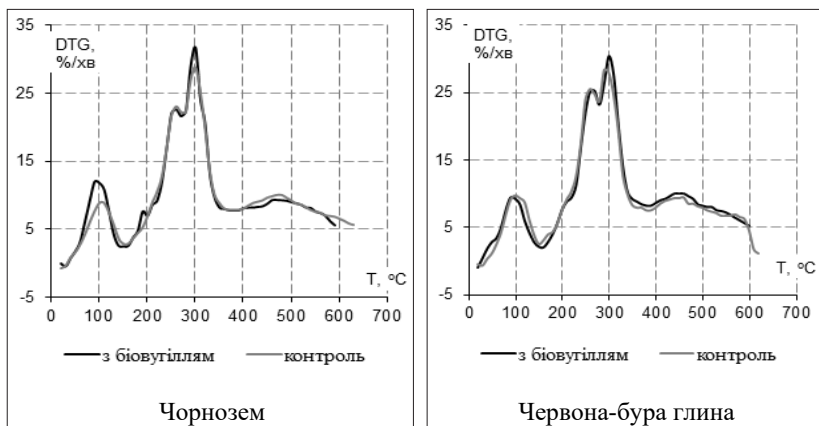 35
DTG,
%/хв
25
15
5
T, °C
-5
0 100 200 300 400 500 600 700
з біовугіллям контроль
Чорнозем
35
DTG,
%/хв
25
15
5
T, °C
-5
0 100 200 300 400 500 600 700
з біовугіллям контроль
Червона-бура глина